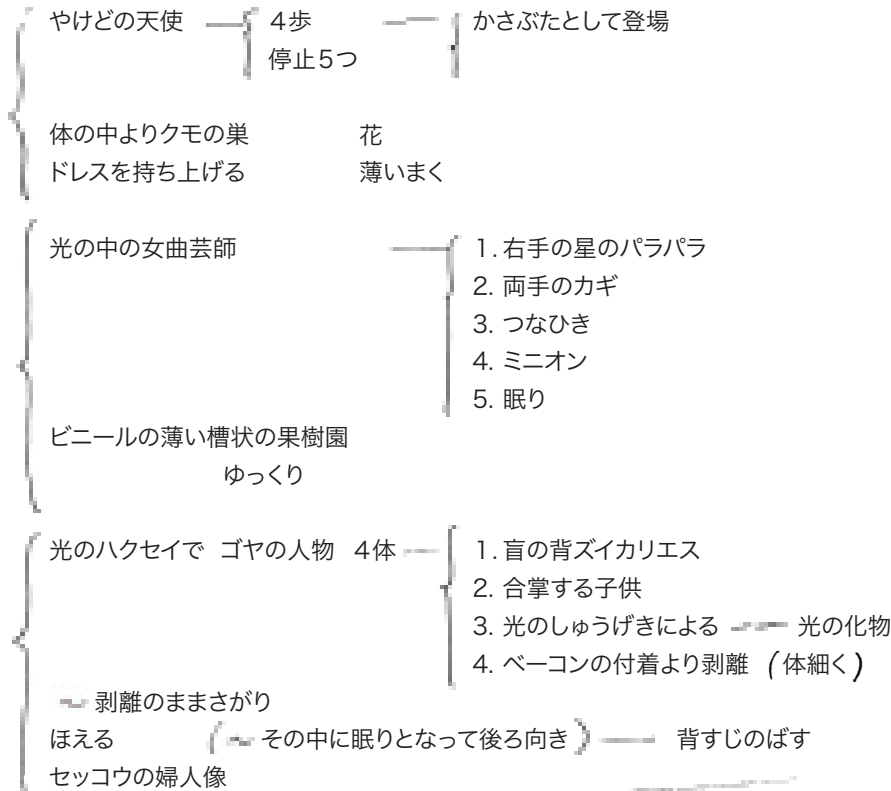 やけどの天使 4歩 かさぶたとして登場
停止5つ
体の中よりクモの巣 花
ドレスを持ち上げる 薄いまく
光の中の女曲芸師 1. 右手の星のパラパラ
2. 両手のカギ
3. つなひき
4. ミニオン
5. 眠り
ビニールの薄い槽状の果樹園
ゆっくり
光のハクセイで ゴヤの人物 4体 1. 盲の背ズイカリエス
2. 合掌する子供
3. 光のしゅうげきによる 光の化物
4. ベーコンの付着より剥離 (体細く)
〜剥離のままさがり
ほえる (〜その中に眠りとなって後ろ向き) 背すじのばす
セッコウの婦人像